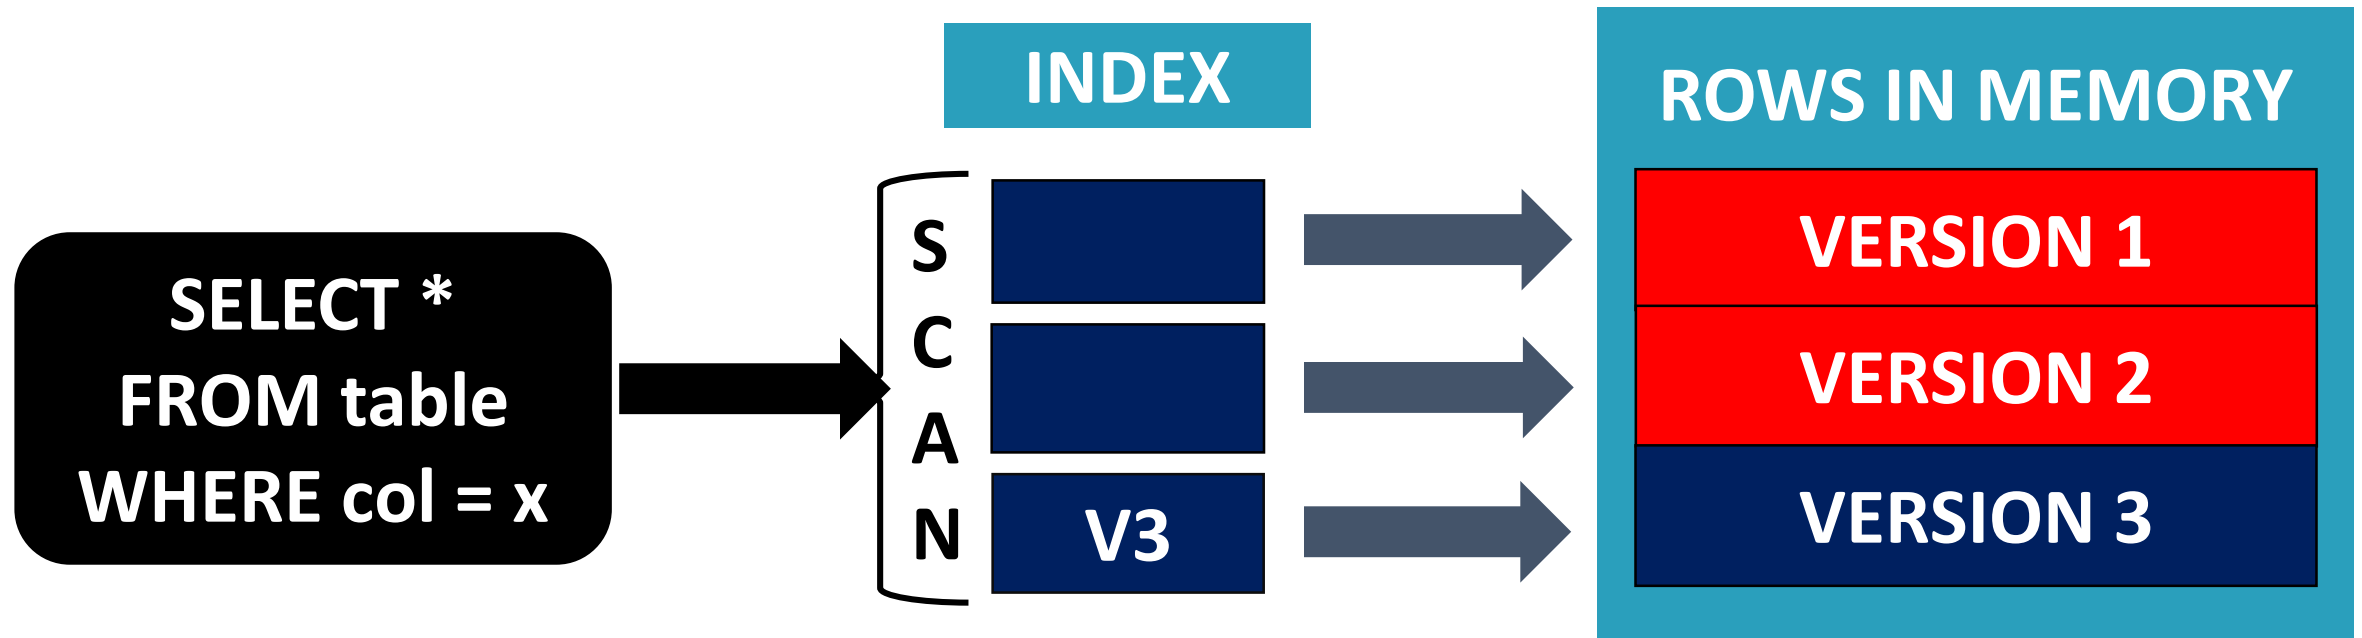 SELECT *
FROM table
WHERE col = x
INDEX
S
C
A
N
V3
ROWS IN MEMORY
VERSION 1
VERSION 2
VERSION 3